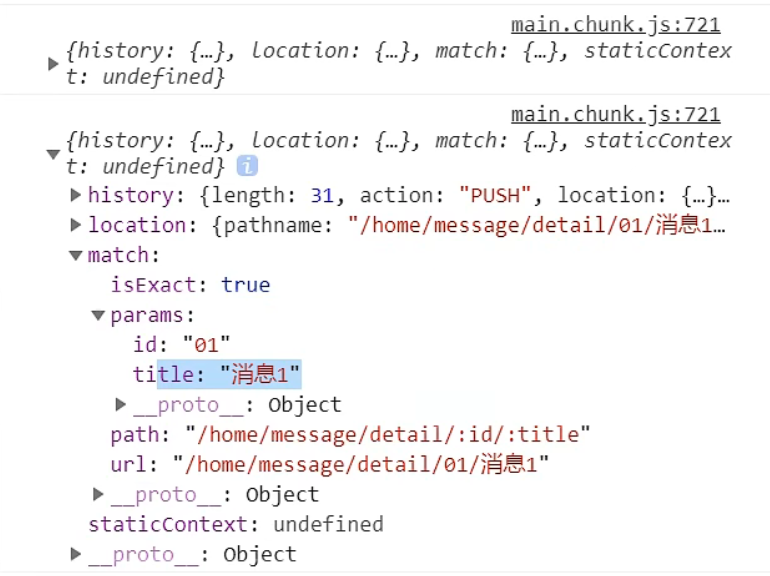 main.chunk.js:721
{history: {…}, location: {…}, match: {…}, staticContex
t: undefined}
main.chunk.js:721
{history: {…}, location: {…}, match: {…}, staticContex
t: undefined} i
history: {length: 31, action: "PUSH", location: {…}…
location: {pathname: "/home/message/detail/01/消息1…
match:
isExact: true
params:
id: "01"
title: "消息1"
__proto__: Object
path: "/home/message/detail/:id/:title"
url: "/home/message/detail/01/消息1"
__proto__: Object
staticContext: undefined
__proto__: Object